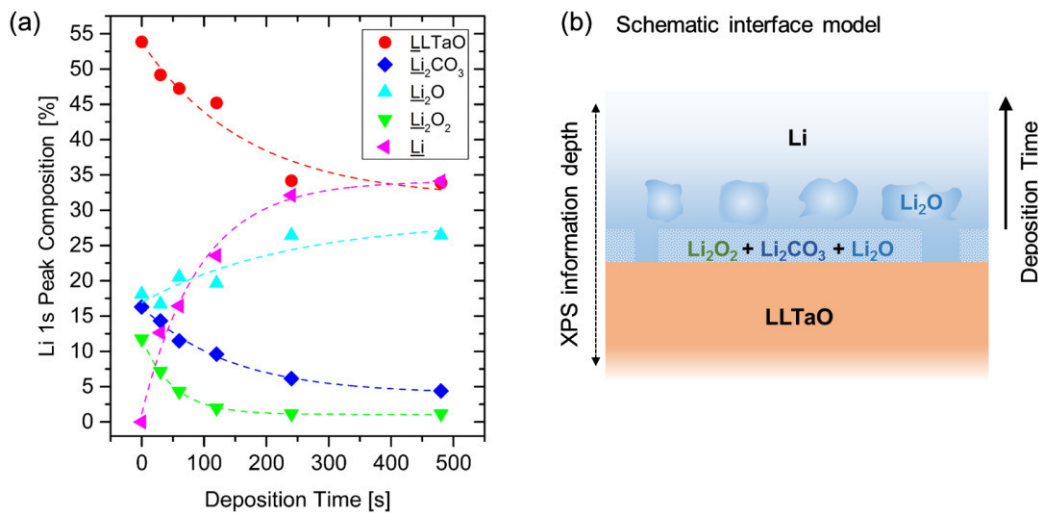 (a)
Li 1s Peak Composition [%]
55
50
45
40
35
30
25
20
15
10
5
0
LLTaO
Li₂CO₃
Li₂O
Li₂O₂
Li
0 100 200 300 400 500
Deposition Time [s]
(b) Schematic interface model
XPS information depth
Li
Li₂O
Li₂O₂ + Li₂CO₃ + Li₂O
LLTaO
Deposition Time